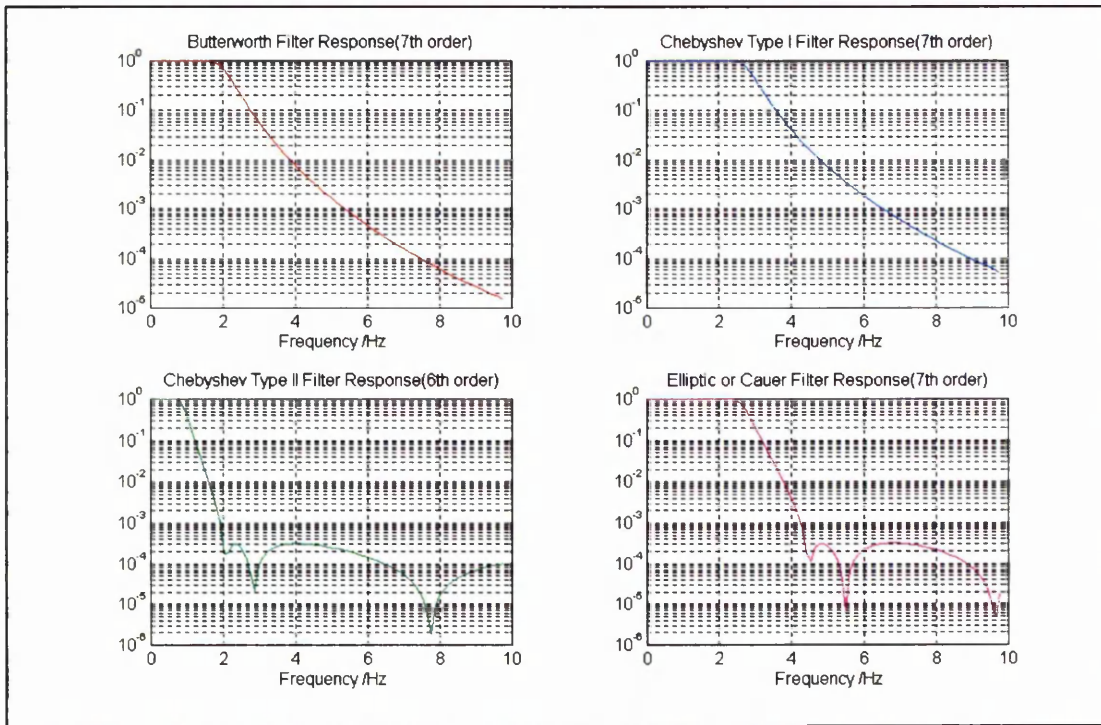 Butterworth Filter Response(7th order)
10^0
10^-1
10^-2
10^-3
10^-4
10^-5
0 2 4 6 8 10
Frequency /Hz
Chebyshev Type I Filter Response(7th order)
10^0
10^-1
10^-2
10^-3
10^-4
10^-5
0 2 4 6 8 10
Frequency /Hz
Chebyshev Type II Filter Response(6th order)
10^0
10^-1
10^-2
10^-3
10^-4
10^-5
10^-6
0 2 4 6 8 10
Frequency /Hz
Elliptic or Cauer Filter Response(7th order)
10^0
10^-1
10^-2
10^-3
10^-4
10^-5
10^-6
0 2 4 6 8 10
Frequency /Hz